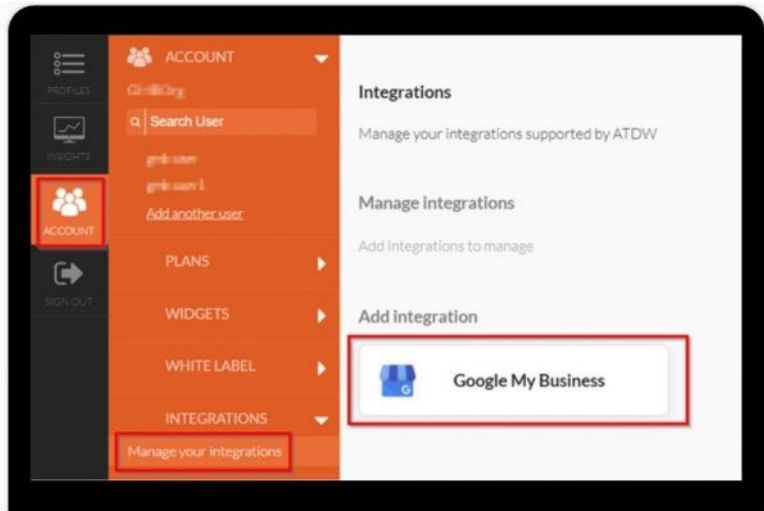 PROFILES
INSIGHTS
ACCOUNT
SIGN OUT
ACCOUNT
Search User
Add another user
PLANS
WIDGETS
WHITE LABEL
INTEGRATIONS
Manage your integrations
Integrations
Manage your integrations supported by ATDW
Manage integrations
Add integrations to manage
Add integration
G
Google My Business